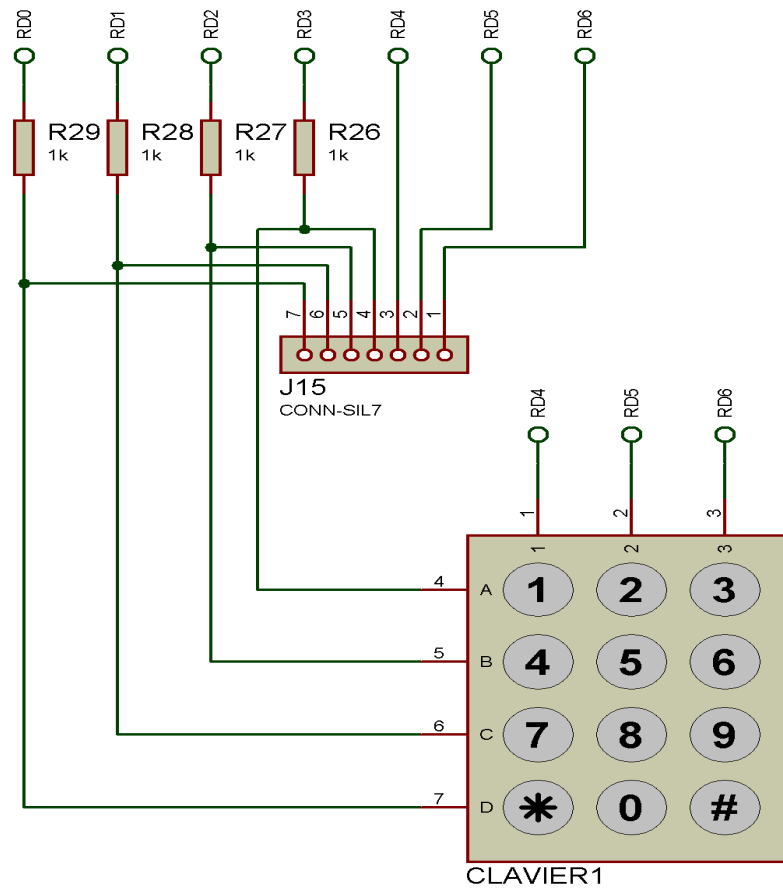 RD0 RD1 RD2 RD3 RD4 RD5 RD6
R29 R28 R27 R26
1k 1k 1k 1k
7 6 5 4 3 2 1
J15
CONN-SIL7
RD4 RD5 RD6
1 2 3
1 2 3
4 A 1 2 3
5 B 4 5 6
6 C 7 8 9
7 D * 0 #
CLAVIER1